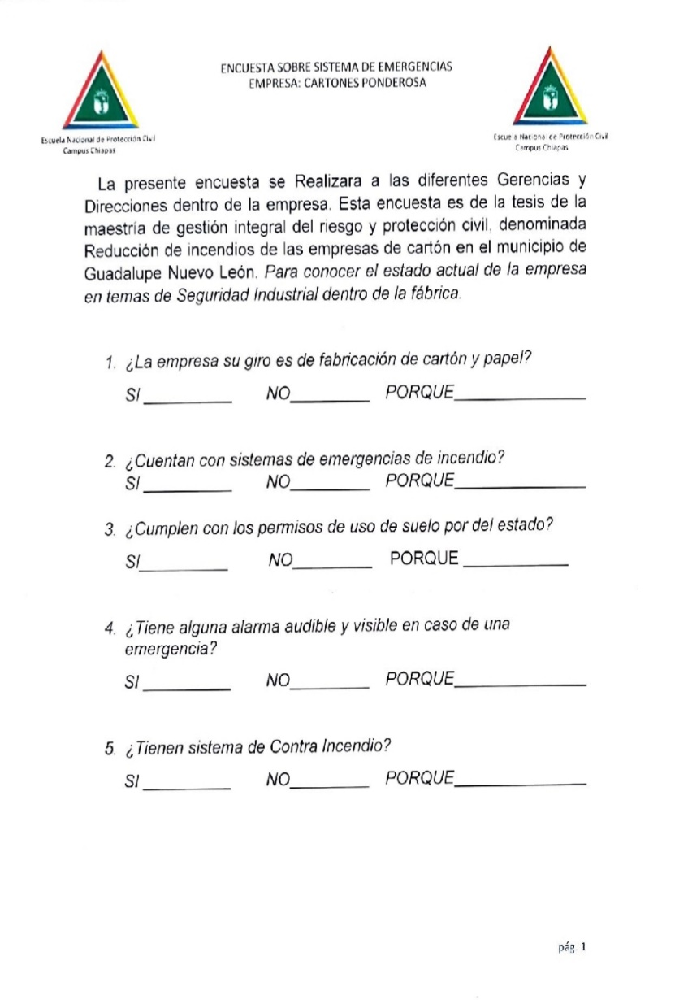 ENCUESTA SOBRE SISTEMA DE EMERGENCIAS
EMPRESA: CARTONES PONDEROSA
Escuela Nacional de Protección Civil
Campus Chiapas
Escuela Nacional de Protección Civil
Campus Chiapas
La presente encuesta se Realizara a las diferentes Gerencias y
Direcciones dentro de la empresa. Esta encuesta es de la tesis de la
maestría de gestión integral del riesgo y protección civil, denominada
Reducción de incendios de las empresas de cartón en el municipio de
Guadalupe Nuevo León. Para conocer el estado actual de la empresa
en temas de Seguridad Industrial dentro de la fábrica.
1. ¿La empresa su giro es de fabricación de cartón y papel?
SI__________ NO_________ PORQUE_______________
2. ¿Cuentan con sistemas de emergencias de incendio?
SI__________ NO_________ PORQUE_______________
3. ¿Cumplen con los permisos de uso de suelo por del estado?
SI__________ NO_________ PORQUE ____________
4. ¿Tiene alguna alarma audible y visible en caso de una
emergencia?
SI__________ NO_________ PORQUE_______________
5. ¿Tienen sistema de Contra Incendio?
SI__________ NO_________ PORQUE_______________
pág. 1